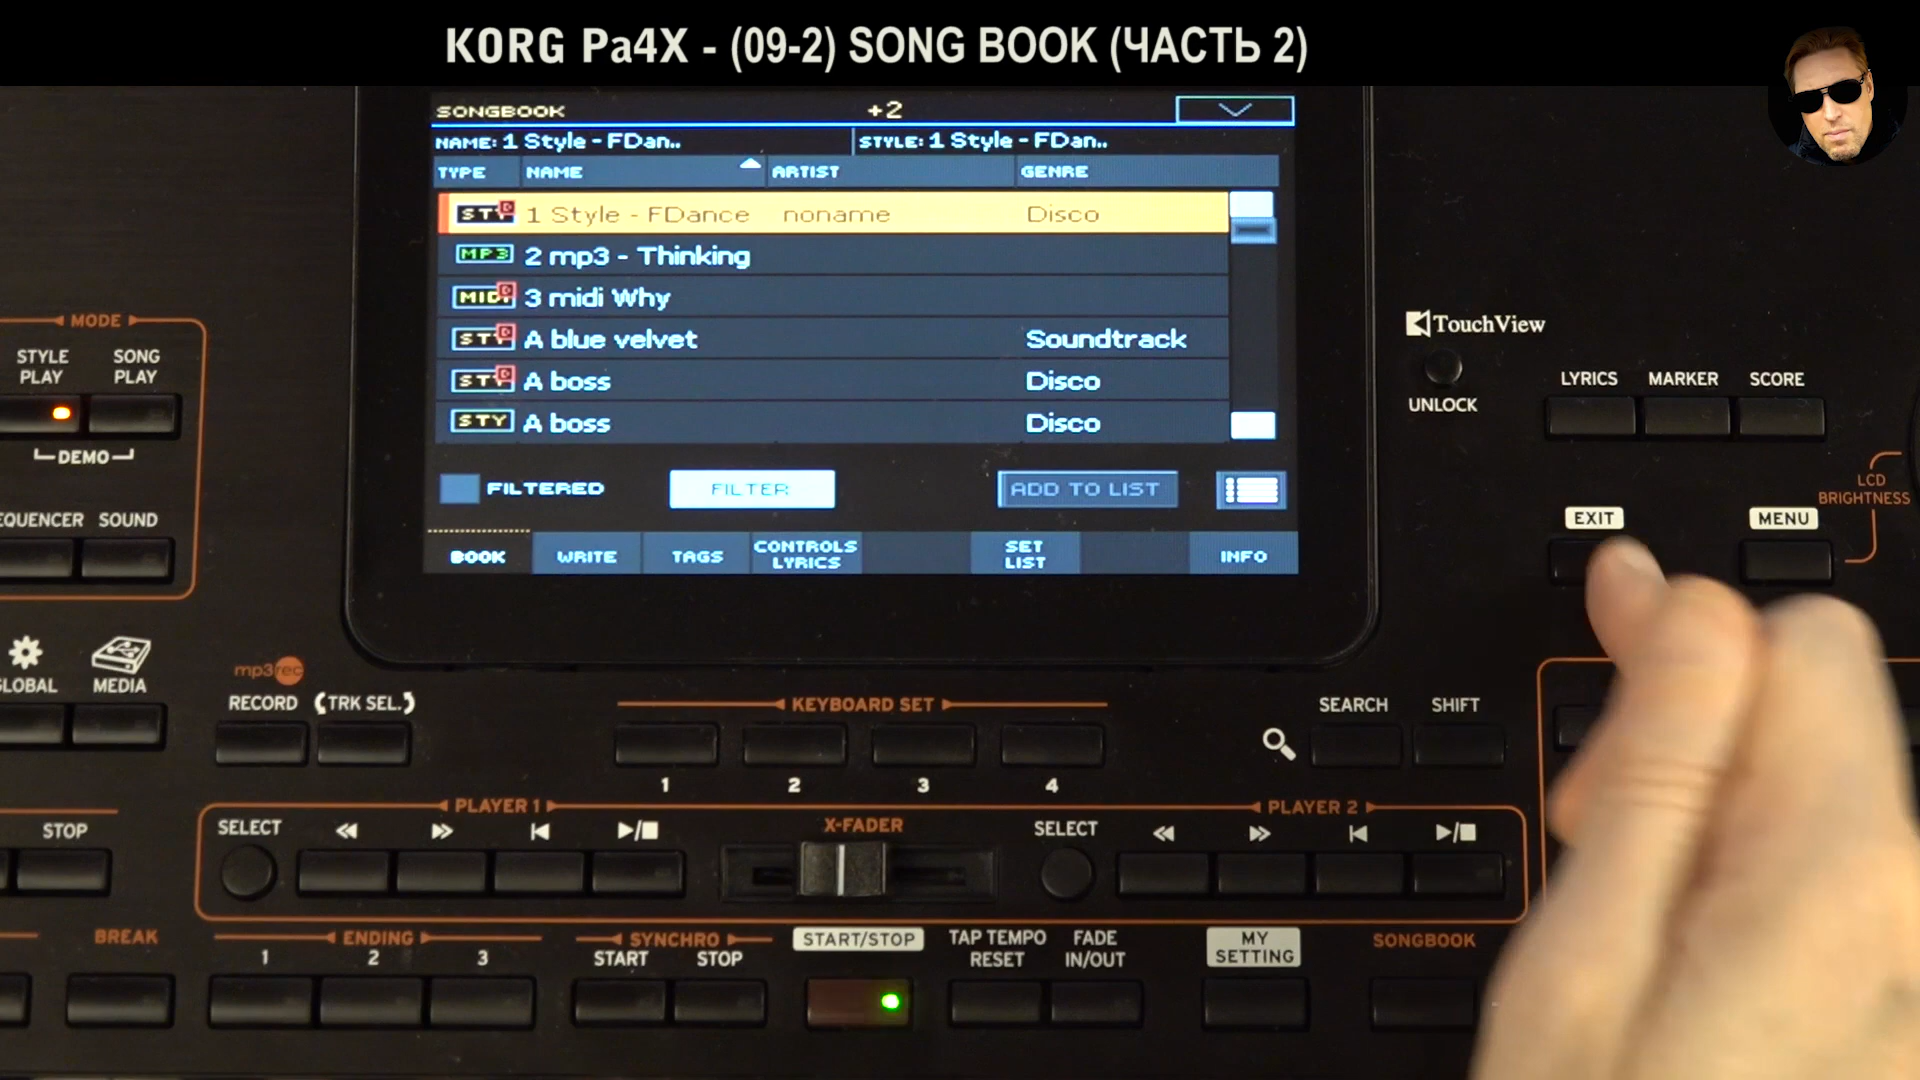 KORG Pa4X - (09-2) SONG BOOK (ЧАСТЬ 2)
SONGBOOK +2
NAME: 1 Style - FDan.. STYLE: 1 Style - FDan..
TYPE NAME ARTIST GENRE
STY D 1 Style - FDance noname Disco
MP3 2 mp3 - Thinking
MID D 3 midi Why
STY D A blue velvet Soundtrack
STY D A boss Disco
STY A boss Disco
FILTERED FILTER ADD TO LIST
BOOK WRITE TAGS CONTROLS LYRICS SET LIST INFO
MODE
STYLE PLAY SONG PLAY
DEMO
EQUENCER SOUND
GLOBAL MEDIA
mp3rec
RECORD TRK SEL.
TouchView
UNLOCK
LYRICS MARKER SCORE
LCD BRIGHTNESS
EXIT MENU
KEYBOARD SET
1 2 3 4
SEARCH SHIFT
STOP
PLAYER 1
SELECT
X-FADER
PLAYER 2
SELECT
BREAK
ENDING
1 2 3
SYNCHRO
START STOP
START/STOP
TAP TEMPO RESET
FADE IN/OUT
MY SETTING
SONGBOOK